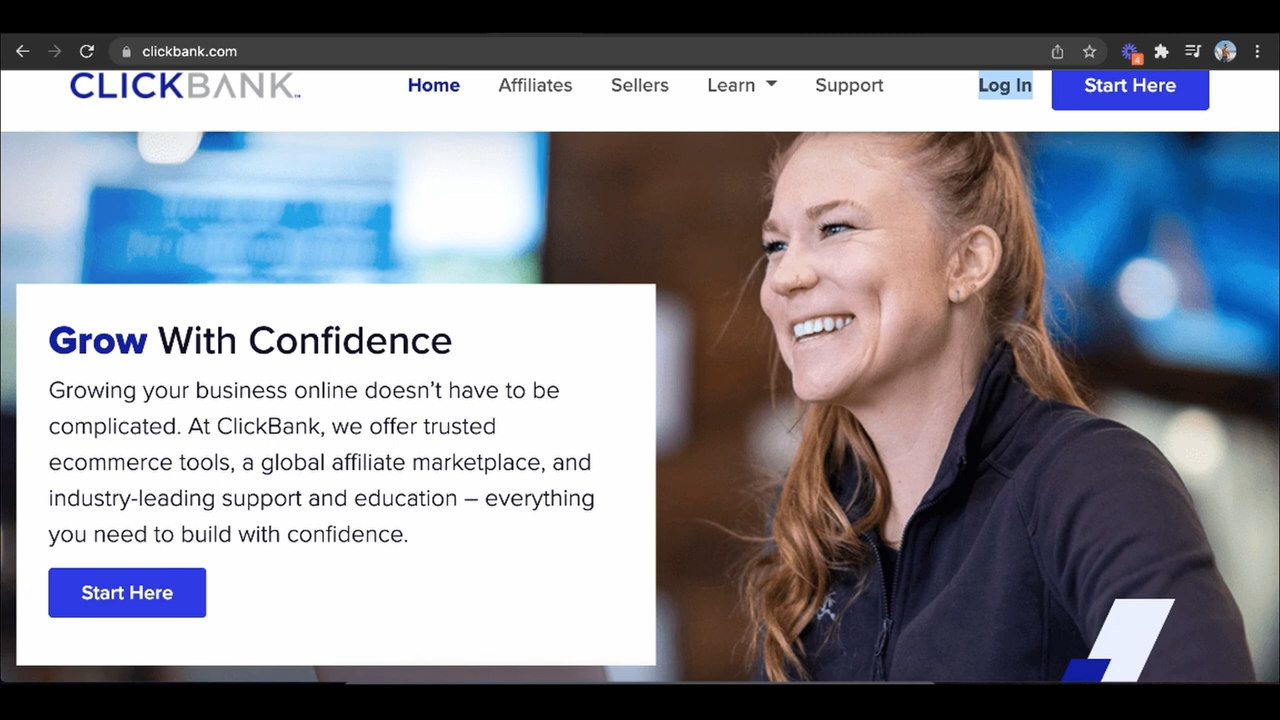 clickbank.com
4
CLICKBANK™
Home Affiliates Sellers Learn Support Log In Start Here
Grow With Confidence
Growing your business online doesn’t have to be
complicated. At ClickBank, we offer trusted
ecommerce tools, a global affiliate marketplace, and
industry-leading support and education – everything
you need to build with confidence.
Start Here